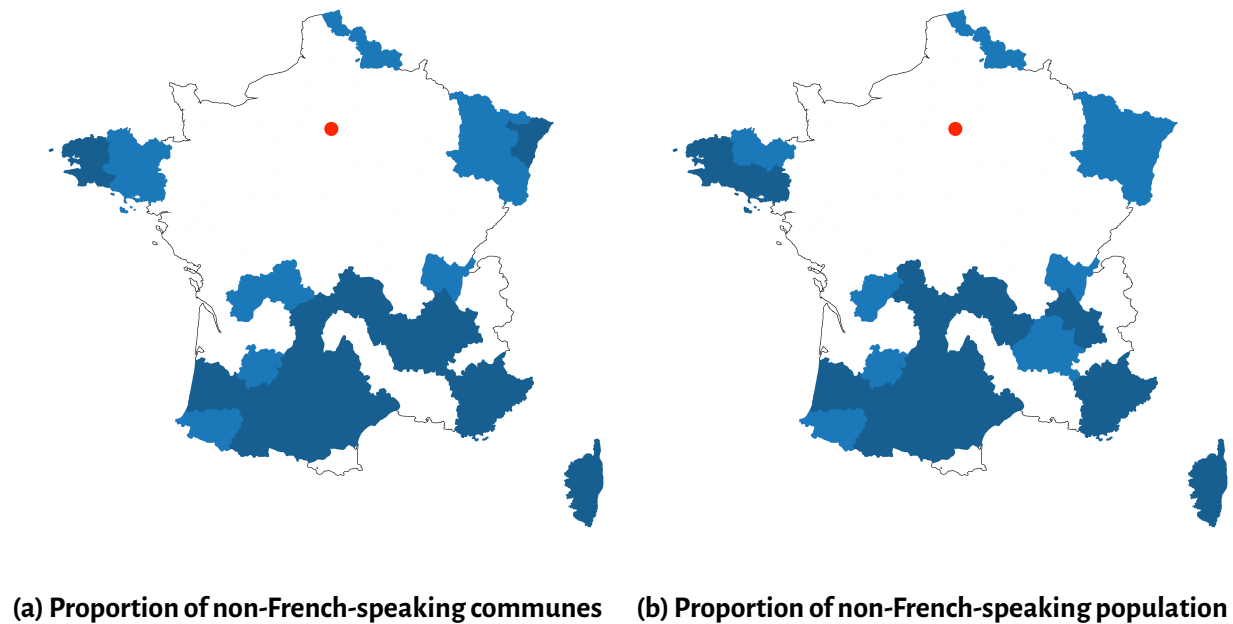 (a) Proportion of non-French-speaking communes
(b) Proportion of non-French-speaking population